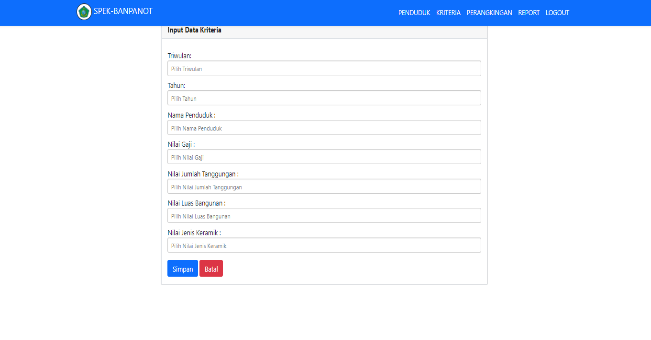 SPEK-BANPANOT
PENDUDUK KRITERIA PERANGKINGAN REPORT LOGOUT
Input Data Kriteria
Triwulan:
Pilih Triwulan
Tahun:
Pilih Tahun
Nama Penduduk :
Pilih Nama Penduduk
Nilai Gaji :
Pilih Nilai Gaji
Nilai Jumlah Tanggungan :
Pilih Nilai Jumlah Tanggungan
Nilai Luas Bangunan :
Pilih Nilai Luas Bangunan
Nilai Jenis Keramik :
Pilih Nilai Jenis Keramik
Simpan Batal